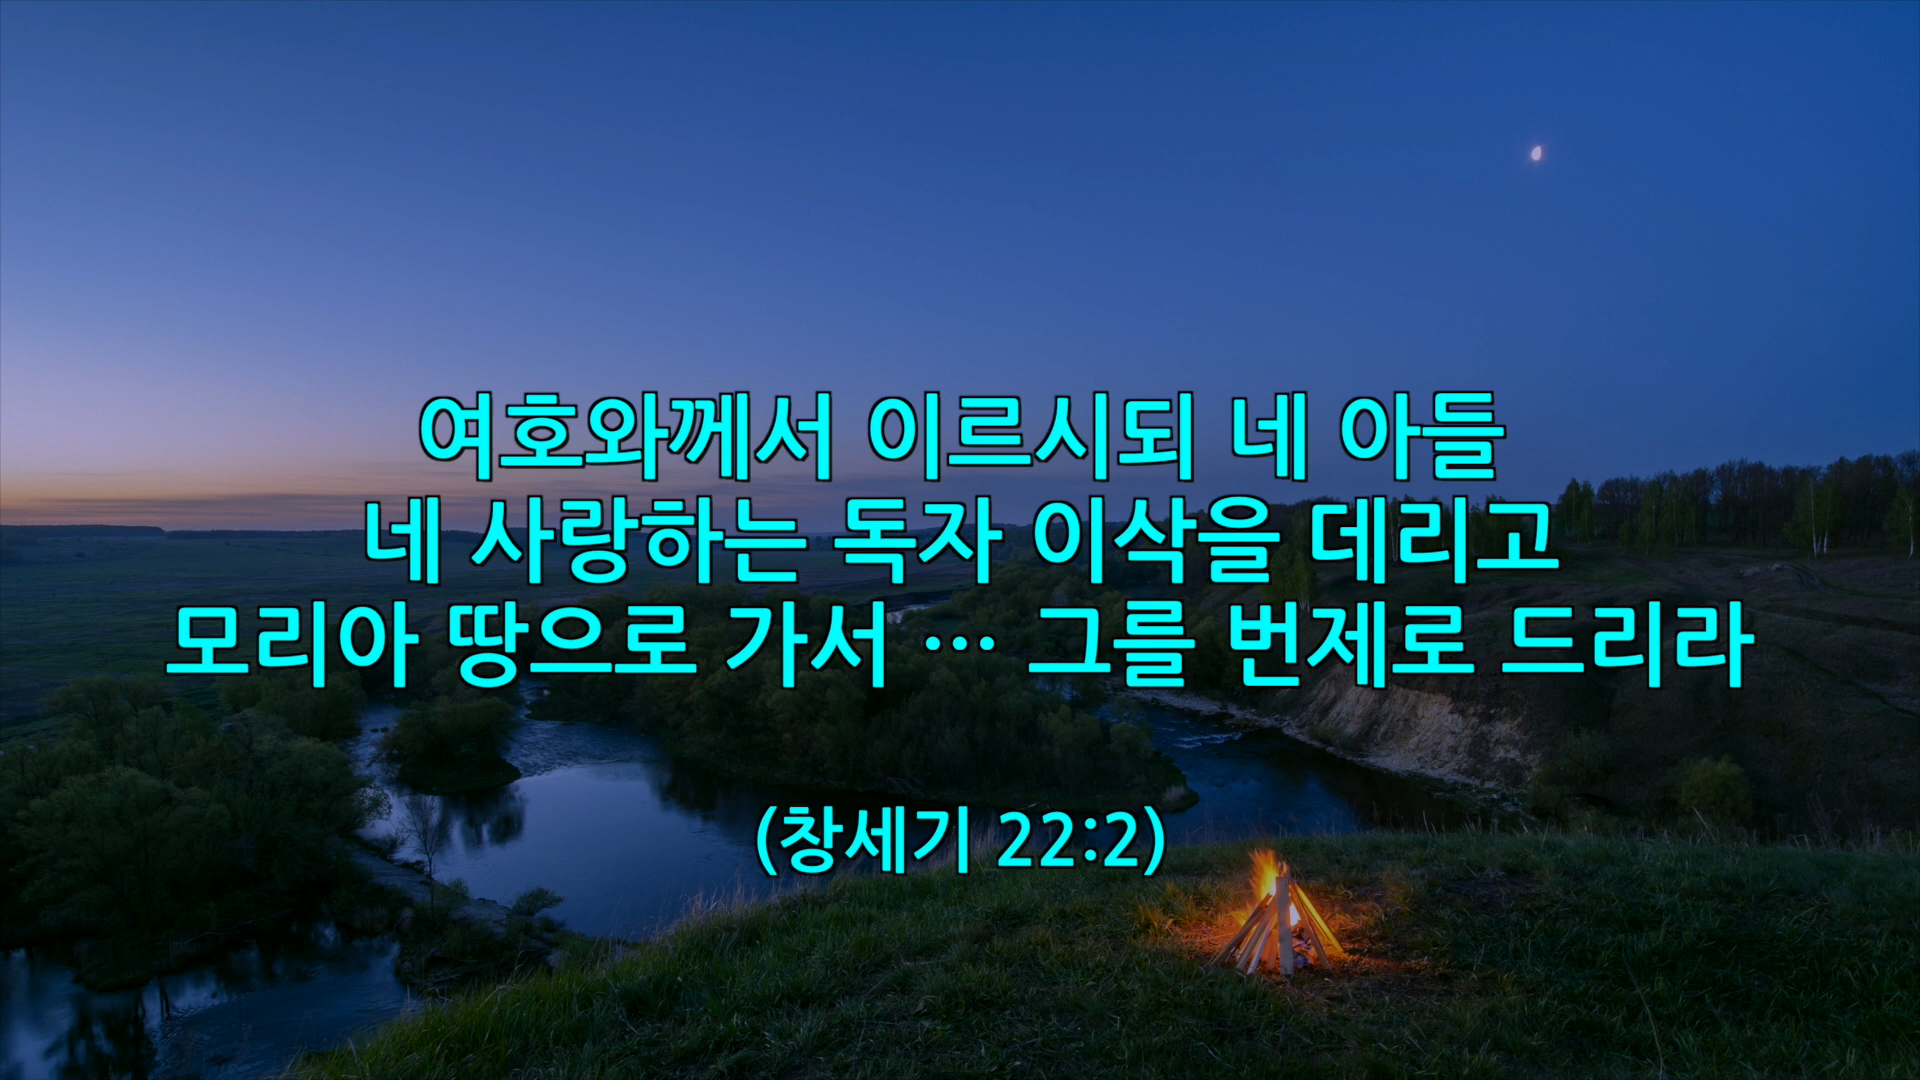 여호와께서 이르시되 네 아들
네 사랑하는 독자 이삭을 데리고
모리아 땅으로 가서 … 그를 번제로 드리라
(창세기 22:2)